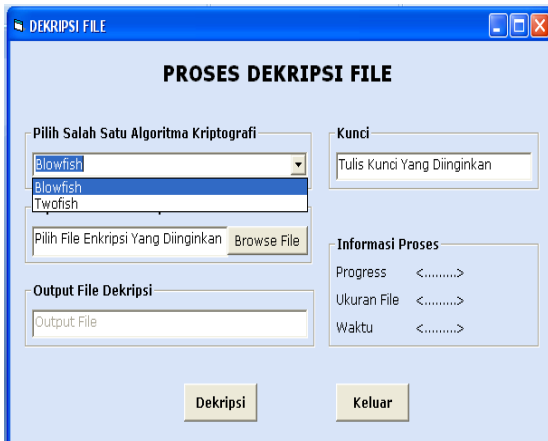 DEKRIPSI FILE
PROSES DEKRIPSI FILE
Pilih Salah Satu Algoritma Kriptografi
Blowfish
Blowfish
Twofish
Pilih File Enkripsi Yang Diinginkan
Browse File
Output File Dekripsi
Output File
Kunci
Tulis Kunci Yang Diinginkan
Informasi Proses
Progress <.........>
Ukuran File <.........>
Waktu <.........>
Dekripsi
Keluar